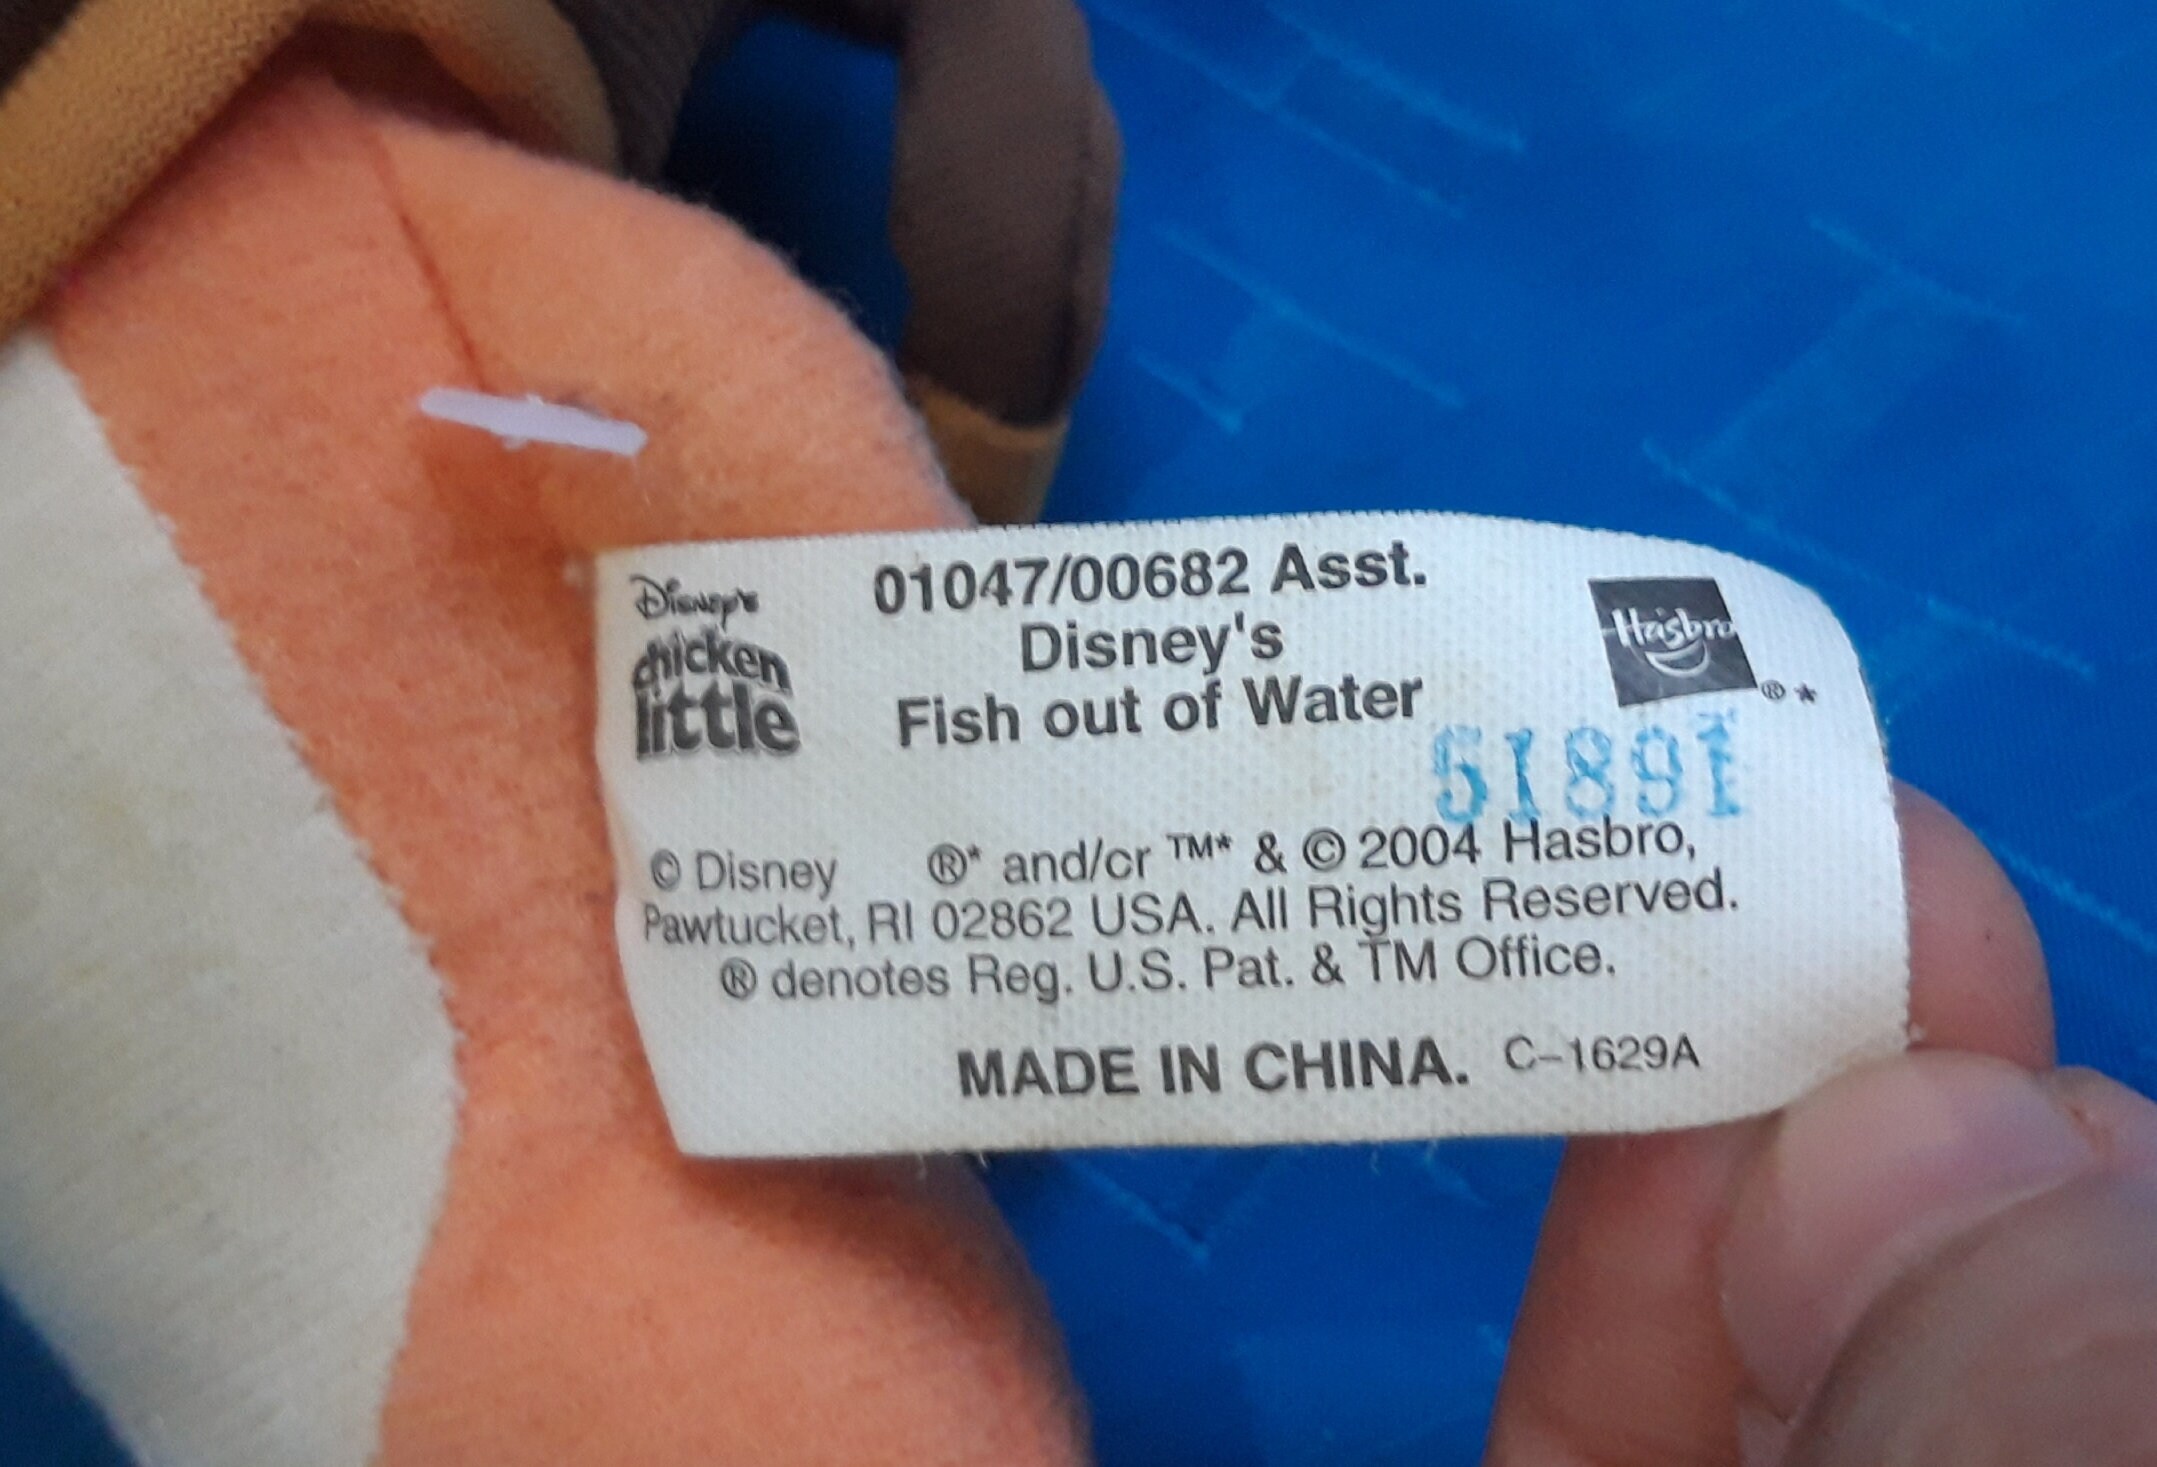 Disney's
chicken
little
01047/00682 Asst.
Disney's
Fish out of Water
Hasbro
® *
51891
© Disney ®* and/cr ™* & © 2004 Hasbro,
Pawtucket, RI 02862 USA. All Rights Reserved.
® denotes Reg. U.S. Pat. & TM Office.
MADE IN CHINA. C-1629A